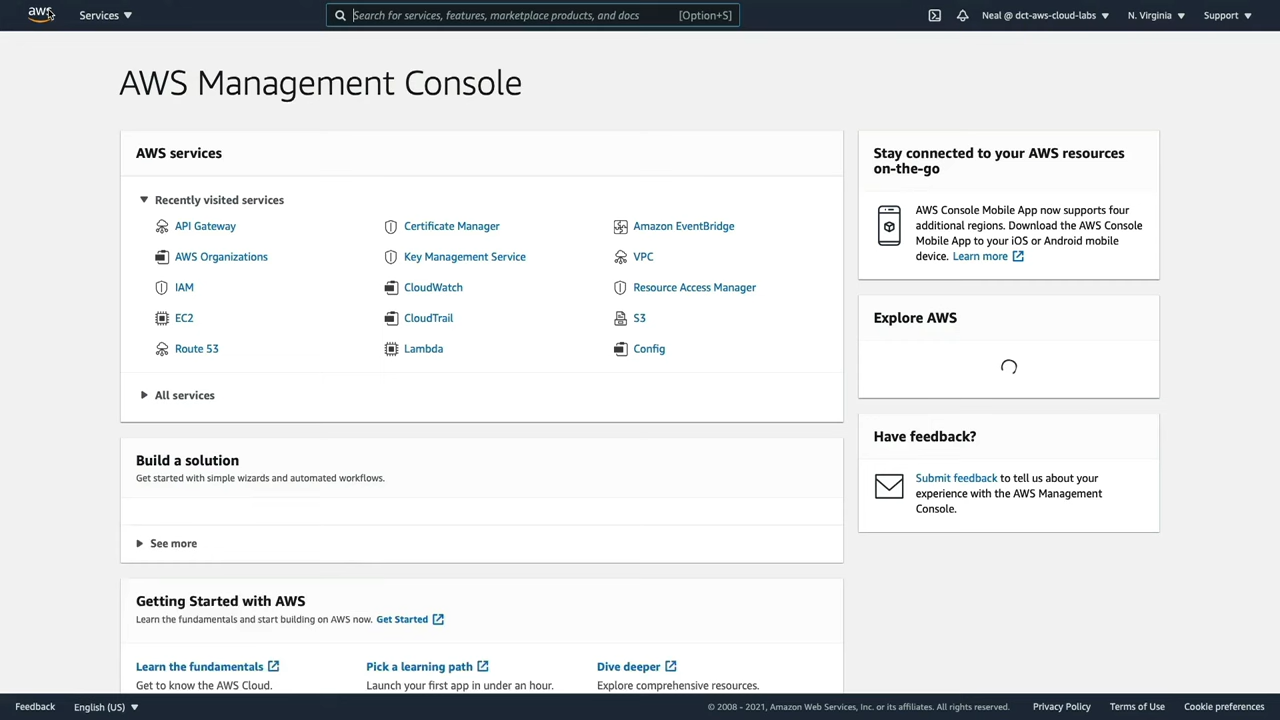 aws
Services
Search for services, features, marketplace products, and docs [Option+S]
Neal @ dct-aws-cloud-labs
N. Virginia
Support
AWS Management Console
AWS services
Recently visited services
API Gateway
Certificate Manager
Amazon EventBridge
AWS Organizations
Key Management Service
VPC
IAM
CloudWatch
Resource Access Manager
EC2
CloudTrail
S3
Route 53
Lambda
Config
All services
Build a solution
Get started with simple wizards and automated workflows.
See more
Getting Started with AWS
Learn the fundamentals and start building on AWS now. Get Started
Learn the fundamentals
Get to know the AWS Cloud.
Pick a learning path
Launch your first app in under an hour.
Dive deeper
Explore comprehensive resources.
Stay connected to your AWS resources
on-the-go
AWS Console Mobile App now supports four
additional regions. Download the AWS Console
Mobile App to your iOS or Android mobile
device. Learn more
Explore AWS
Have feedback?
Submit feedback to tell us about your
experience with the AWS Management
Console.
Feedback
English (US)
© 2008 - 2021, Amazon Web Services, Inc. or its affiliates. All rights reserved.
Privacy Policy
Terms of Use
Cookie preferences